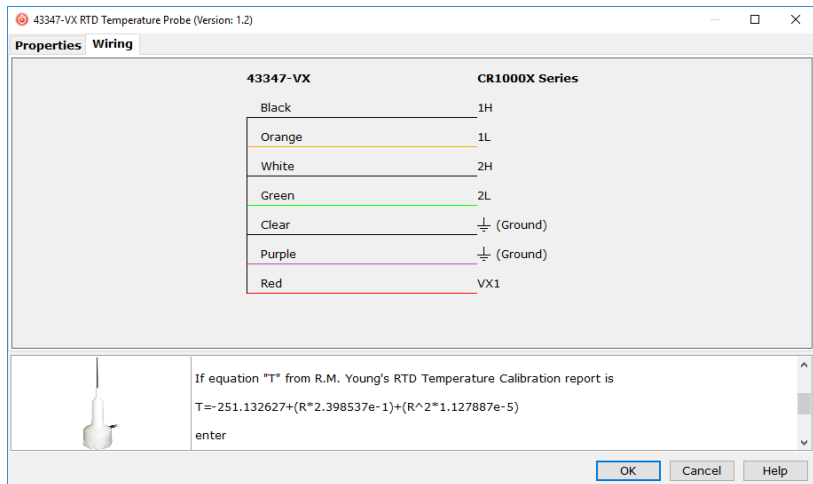 43347-VX RTD Temperature Probe (Version: 1.2)
Properties Wiring
43347-VX CR1000X Series
Black 1H
Orange 1L
White 2H
Green 2L
Clear ⏚ (Ground)
Purple ⏚ (Ground)
Red VX1
If equation "T" from R.M. Young's RTD Temperature Calibration report is
T=-251.132627+(R*2.398537e-1)+(R^2*1.127887e-5)
enter
OK Cancel Help